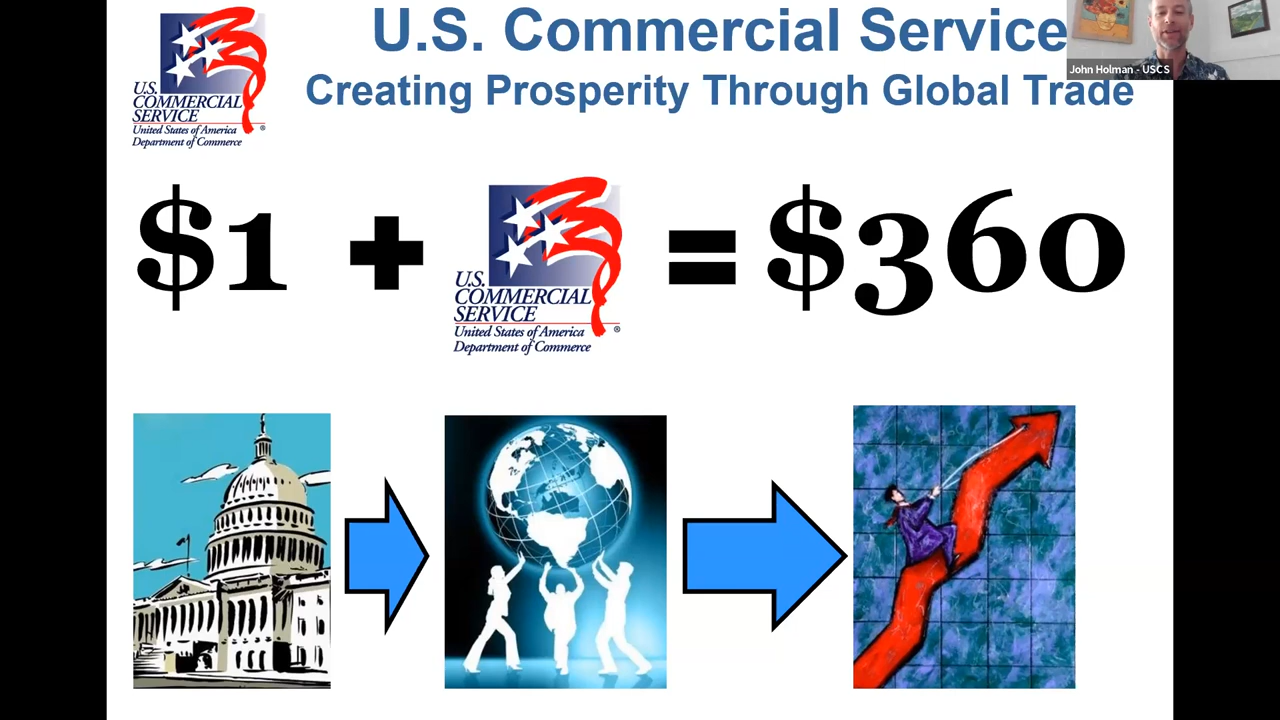 U.S. Commercial Service
Creating Prosperity Through Global Trade
John Holman - USCS
U.S.
COMMERCIAL
SERVICE
United States of America
Department of Commerce
®
$1 + = $360
U.S.
COMMERCIAL
SERVICE
United States of America
Department of Commerce
®